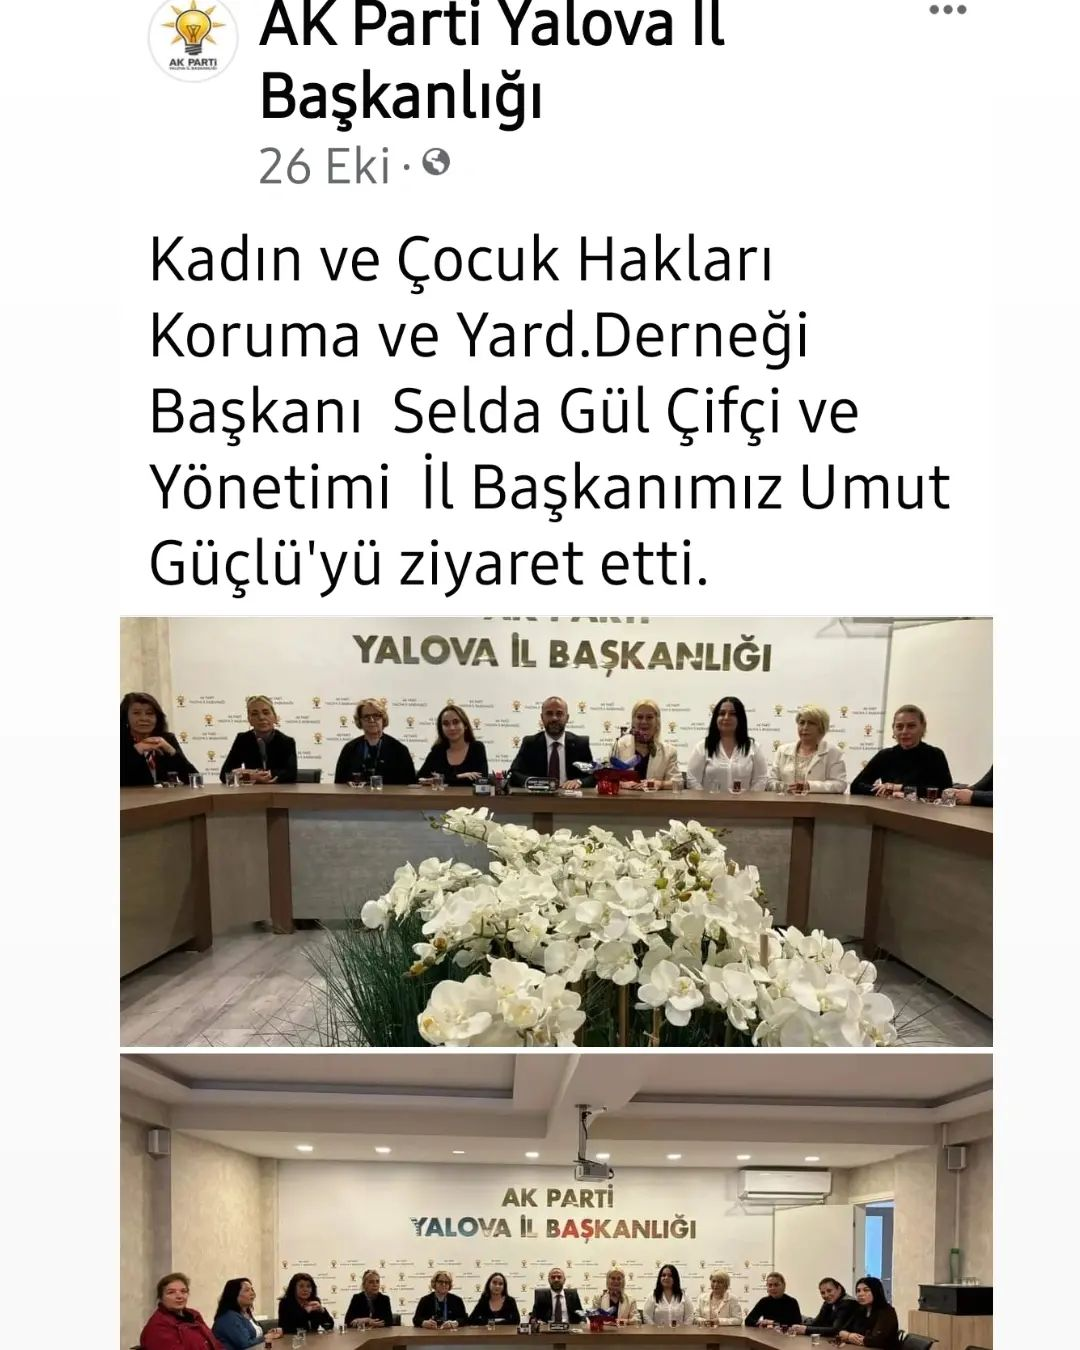 AK PARTİ
AK Parti Yalova İl
Başkanlığı
26 Eki ·
Kadın ve Çocuk Hakları
Koruma ve Yard.Derneği
Başkanı Selda Gül Çifçi ve
Yönetimi İl Başkanımız Umut
Güçlü'yü ziyaret etti.
YALOVA İL BAŞKANLIĞI
AK PARTİ
YALOVA İL BAŞKANLIĞI